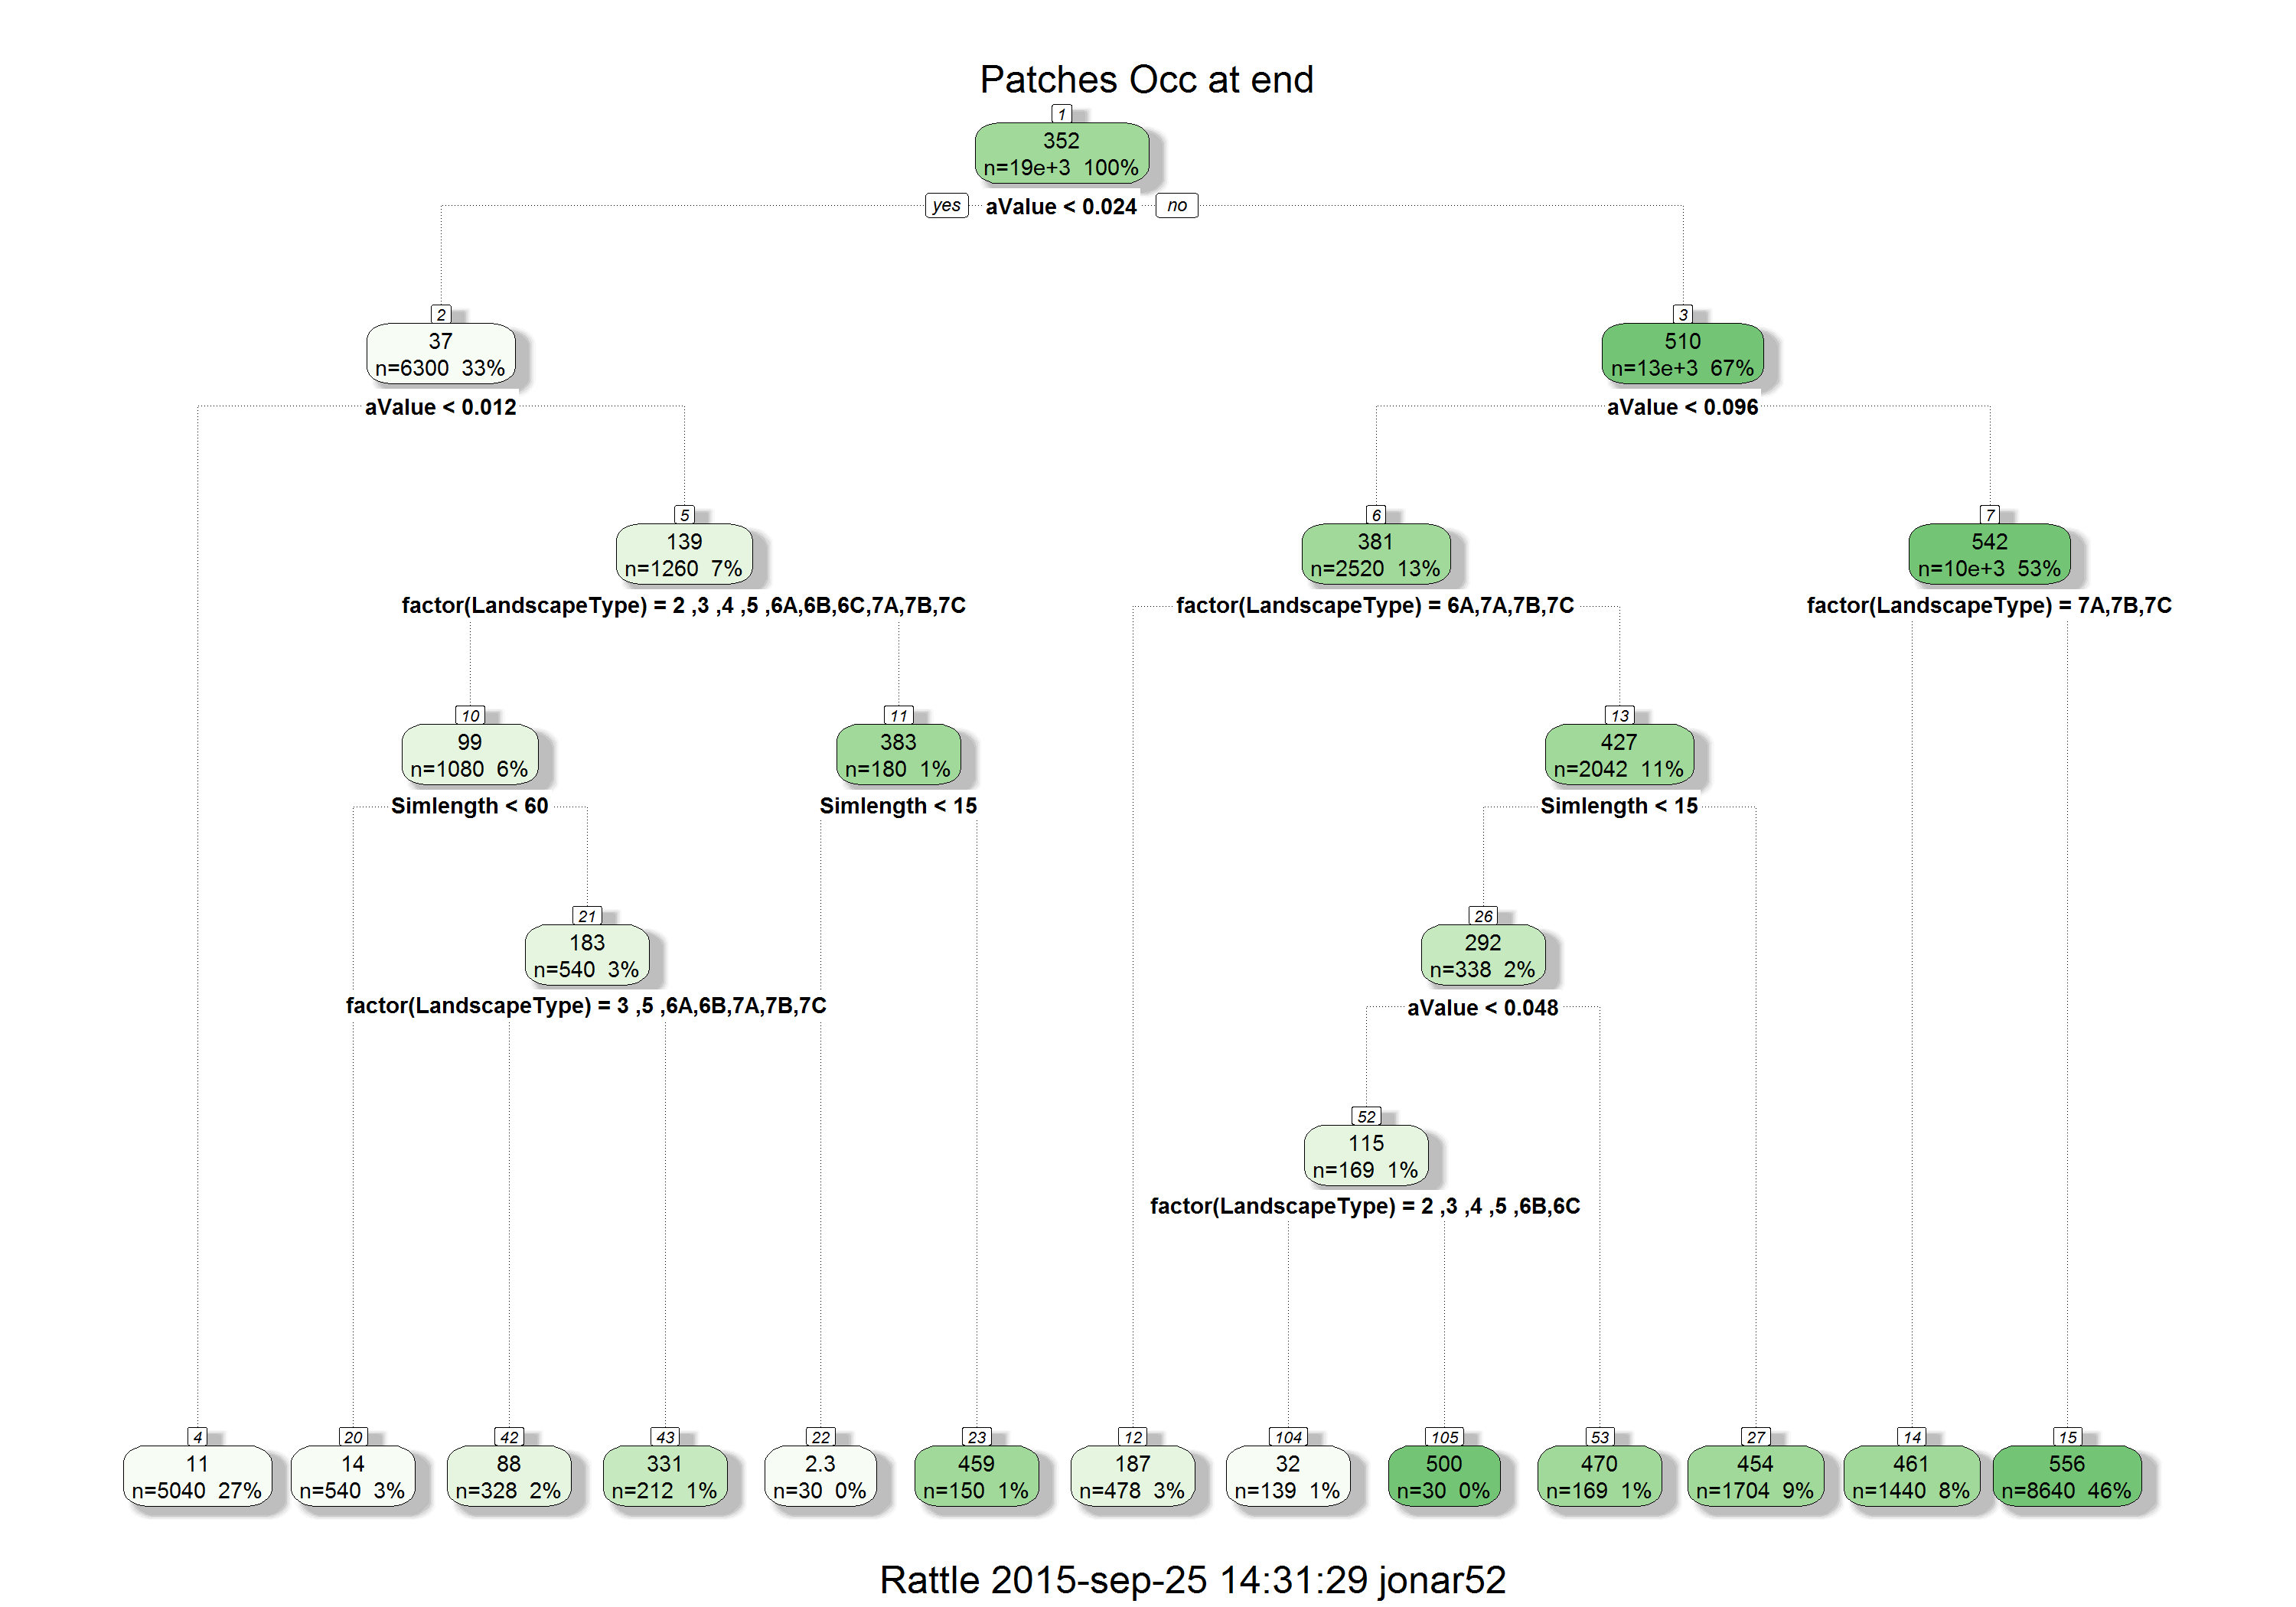 Patches Occ at end
1
352
n=19e+3 100%
yes aValue < 0.024 no
2
37
n=6300 33%
3
510
n=13e+3 67%
aValue < 0.012
aValue < 0.096
5
139
n=1260 7%
6
381
n=2520 13%
7
542
n=10e+3 53%
factor(LandscapeType) = 2 ,3 ,4 ,5 ,6A,6B,6C,7A,7B,7C
factor(LandscapeType) = 6A,7A,7B,7C
factor(LandscapeType) = 7A,7B,7C
10
99
n=1080 6%
11
383
n=180 1%
13
427
n=2042 11%
Simlength < 60
Simlength < 15
Simlength < 15
21
183
n=540 3%
26
292
n=338 2%
factor(LandscapeType) = 3 ,5 ,6A,6B,7A,7B,7C
aValue < 0.048
52
115
n=169 1%
factor(LandscapeType) = 2 ,3 ,4 ,5 ,6B,6C
4
11
n=5040 27%
20
14
n=540 3%
42
88
n=328 2%
43
331
n=212 1%
22
2.3
n=30 0%
23
459
n=150 1%
12
187
n=478 3%
104
32
n=139 1%
105
500
n=30 0%
53
470
n=169 1%
27
454
n=1704 9%
14
461
n=1440 8%
15
556
n=8640 46%
Rattle 2015-sep-25 14:31:29 jonar52